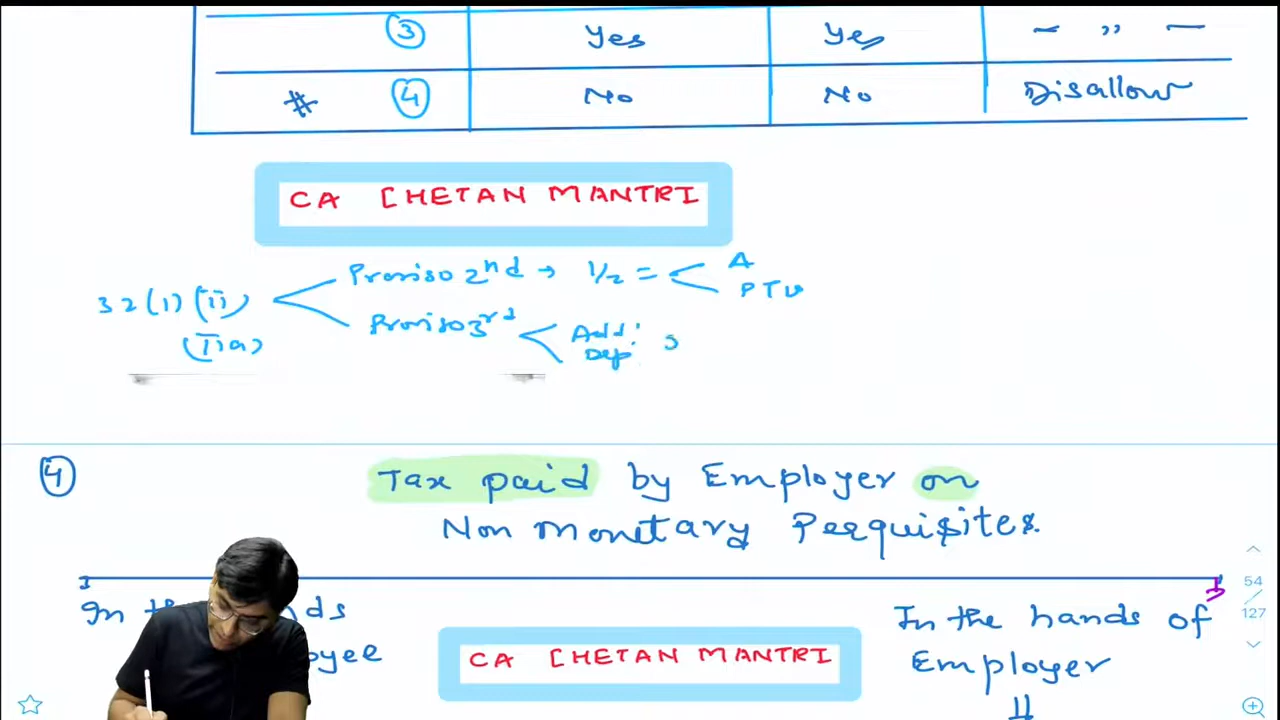 ③ Yes Yes – 〃 –
# ④ No No Disallow
CA CHETAN MANTRI
32(1)(ii) Proviso 2nd → 1/2 = A
PTU
(iia) Proviso 3rd Add!
Dep
④ Tax paid by Employer on
Non Monetary Perquisites.
54
127
In the hands of
Employer
CA CHETAN MANTRI